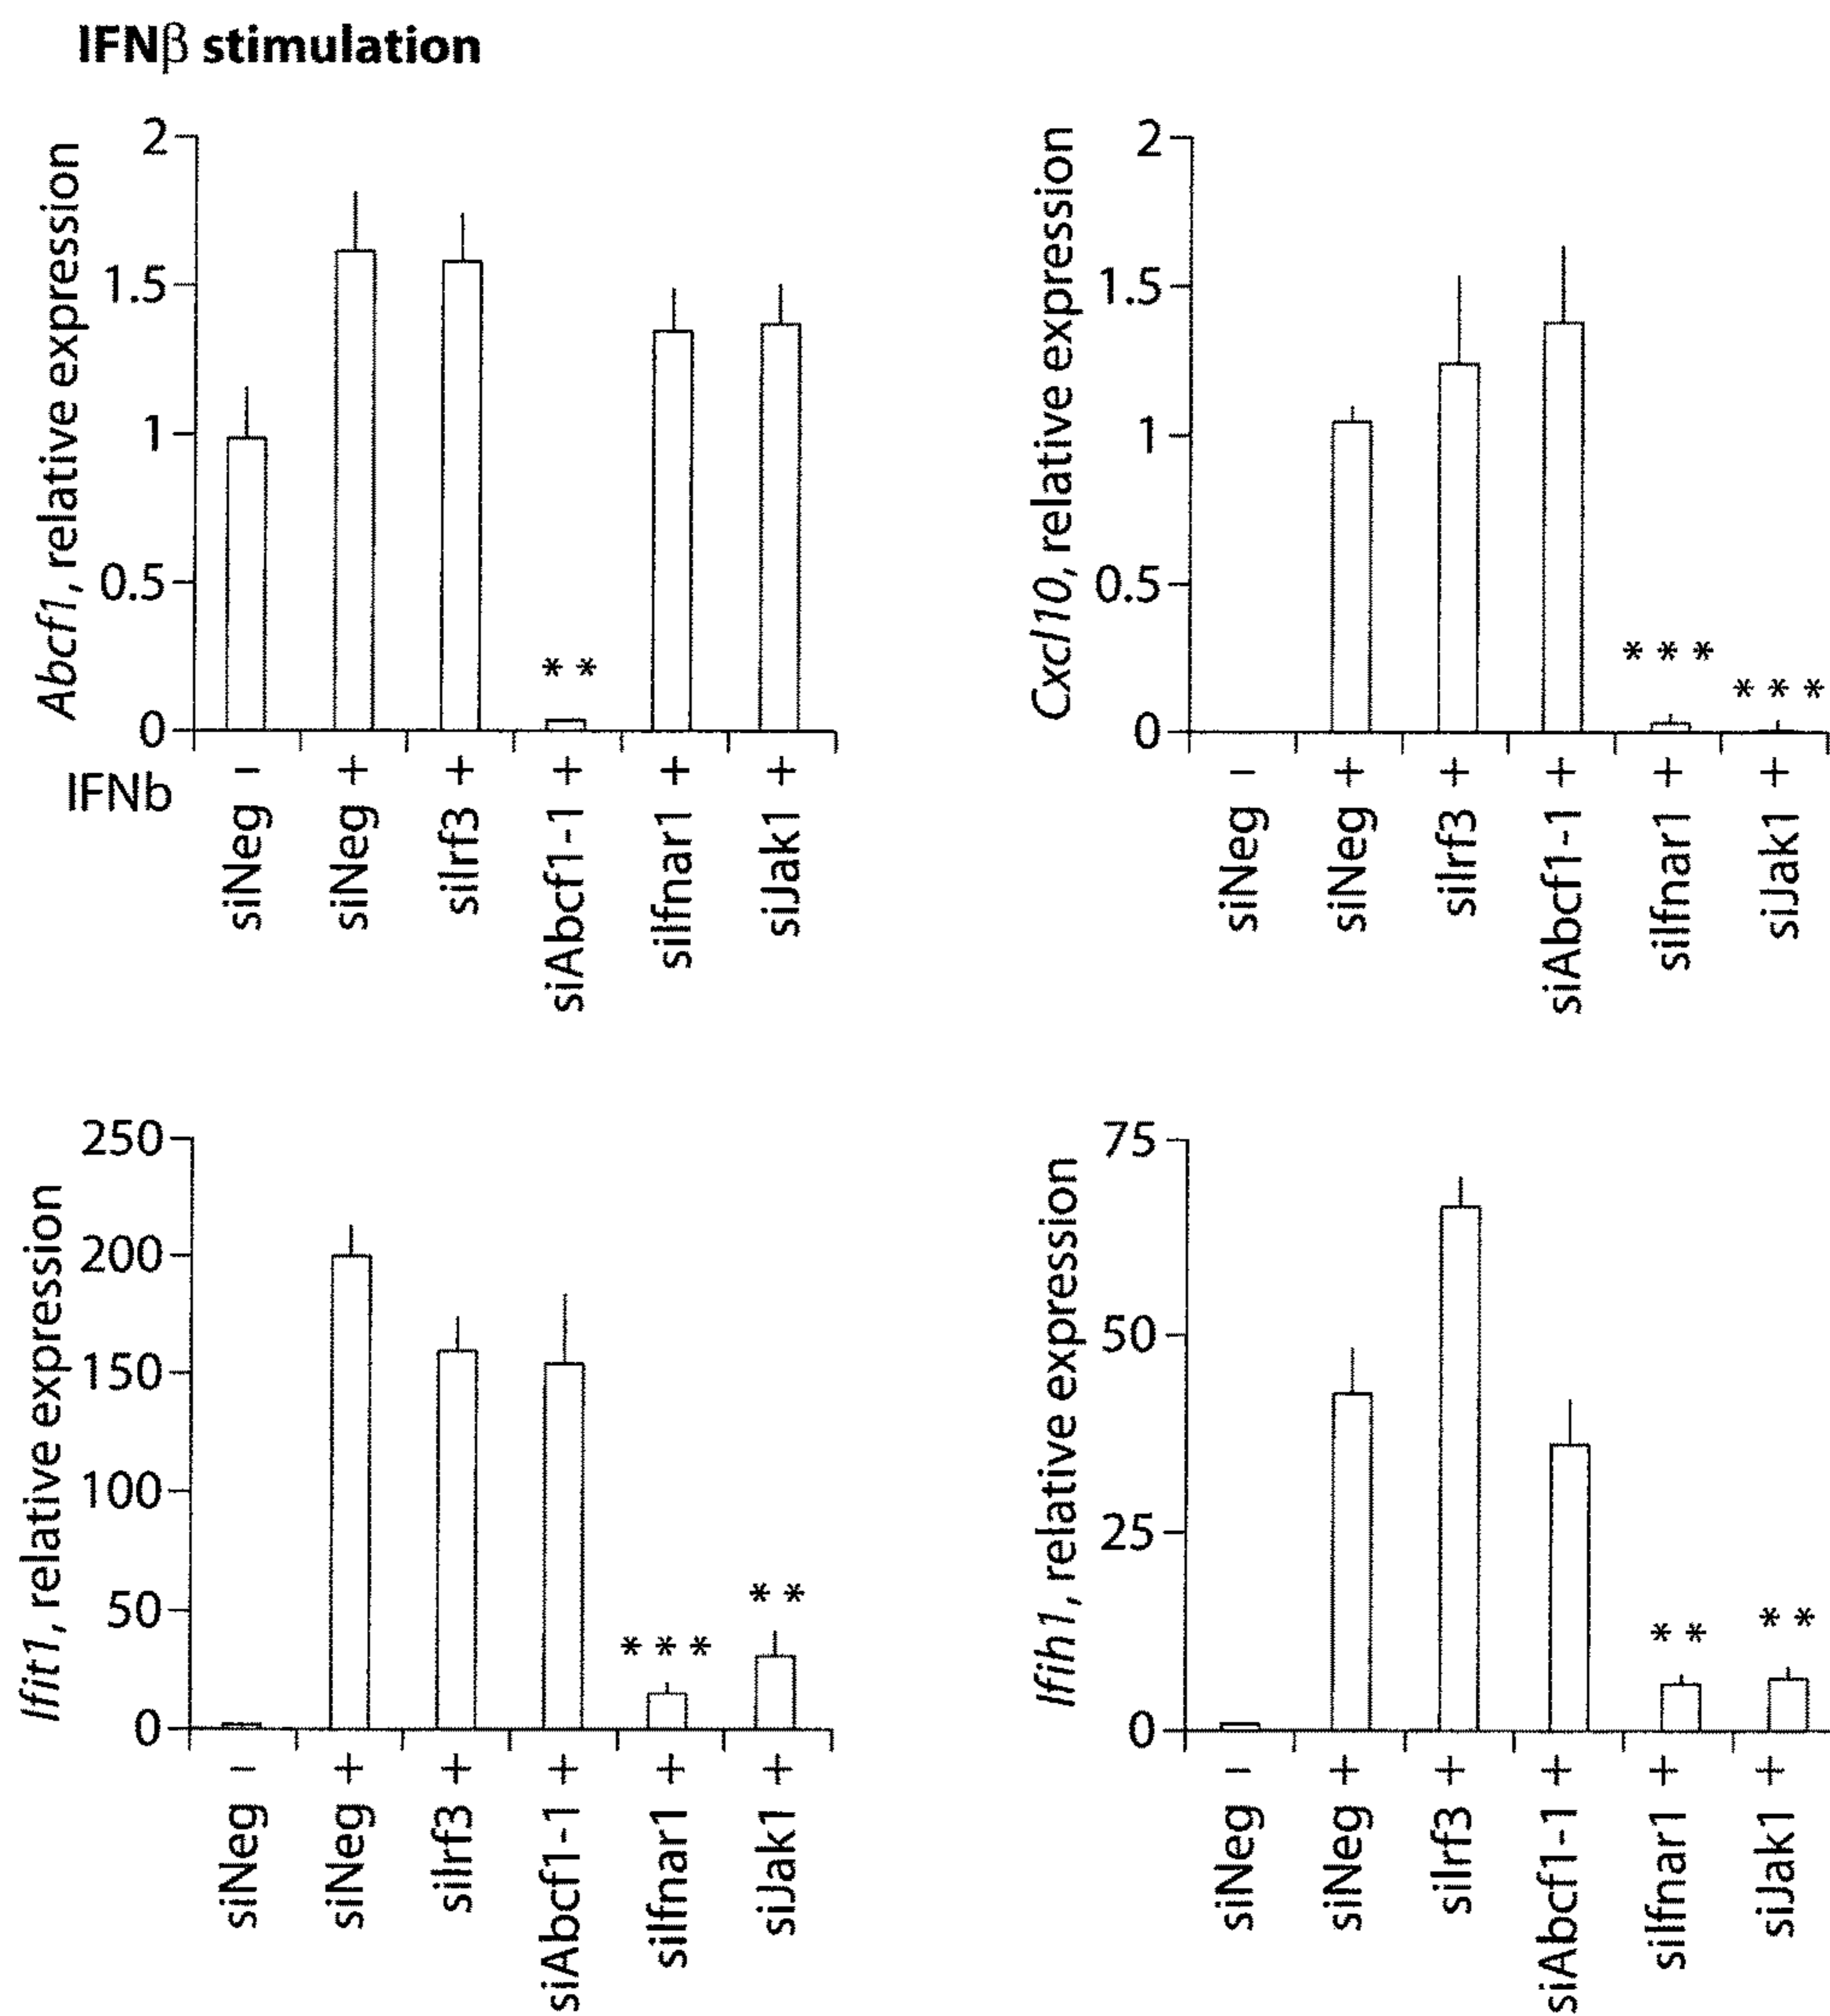 IFNβ stimulation
Abcf1, relative expression
2
1.5
1
0.5
0
* *
IFNb
− + + + + +
siNeg
siNeg
siIrf3
siAbcf1-1
siIfnar1
siJak1
Cxcl10, relative expression
2
1.5
1
0.5
0
* * *
* * *
− + + + + +
siNeg
siNeg
siIrf3
siAbcf1-1
siIfnar1
siJak1
Ifit1, relative expression
250
200
150
100
50
0
* * *
* *
− + + + + +
siNeg
siNeg
siIrf3
siAbcf1-1
siIfnar1
siJak1
Ifih1, relative expression
75
50
25
0
* *
* *
− + + + + +
siNeg
siNeg
siIrf3
siAbcf1-1
siIfnar1
siJak1